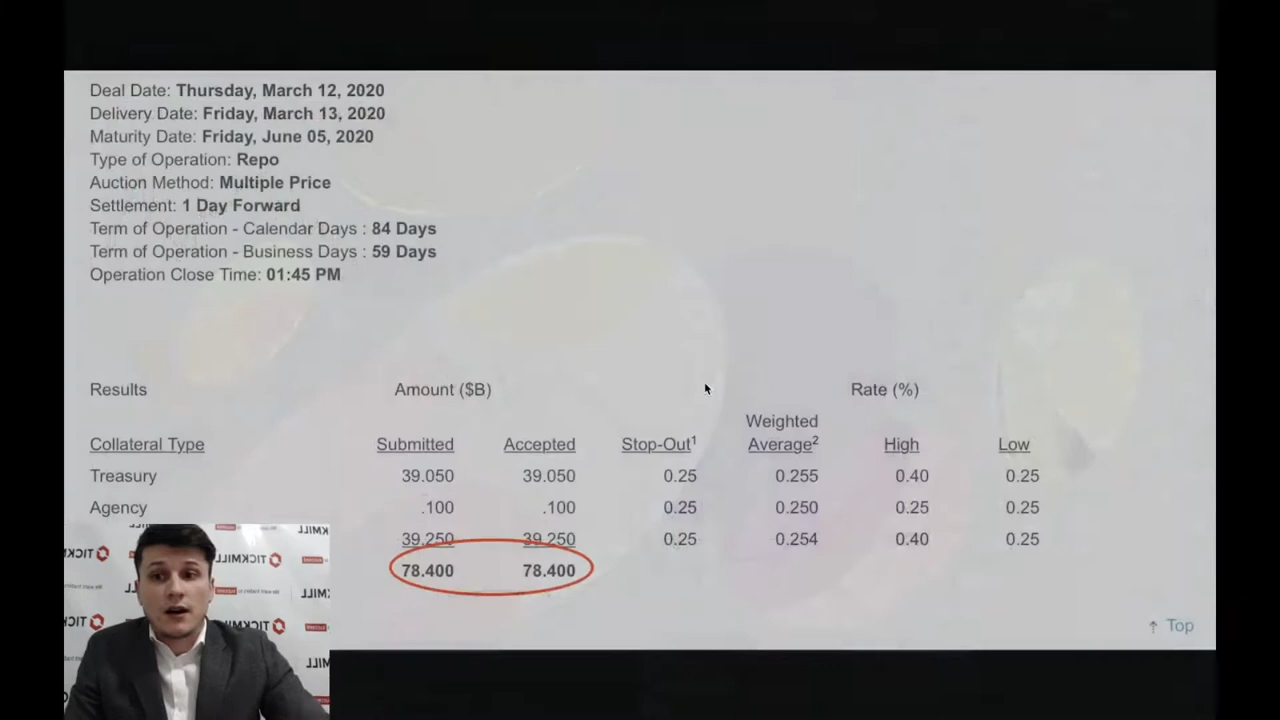 Deal Date: Thursday, March 12, 2020
Delivery Date: Friday, March 13, 2020
Maturity Date: Friday, June 05, 2020
Type of Operation: Repo
Auction Method: Multiple Price
Settlement: 1 Day Forward
Term of Operation - Calendar Days : 84 Days
Term of Operation - Business Days : 59 Days
Operation Close Time: 01:45 PM
Results Amount ($B) Rate (%)
Weighted
Collateral Type Submitted Accepted Stop-Out¹ Average² High Low
Treasury 39.050 39.050 0.25 0.255 0.40 0.25
Agency .100 .100 0.25 0.250 0.25 0.25
39.250 39.250 0.25 0.254 0.40 0.25
78.400 78.400
↑ Top
TICKMILL
TICKMILL